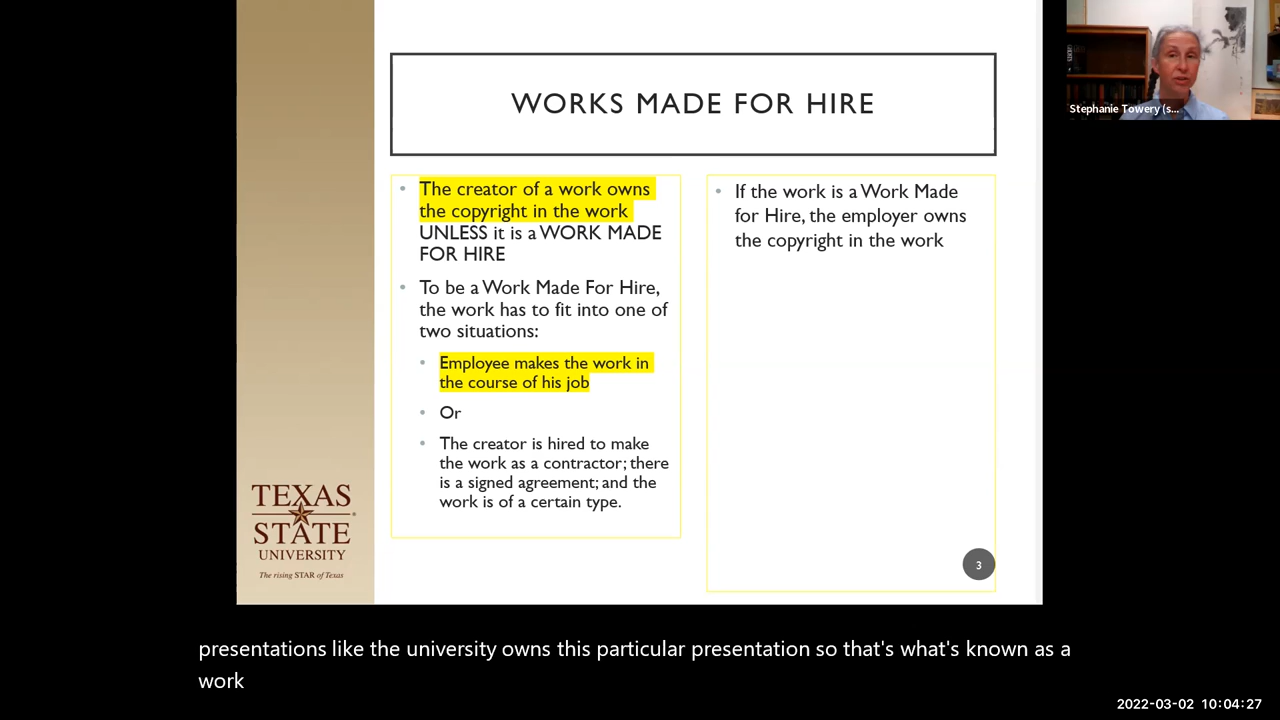 WORKS MADE FOR HIRE
• The creator of a work owns
the copyright in the work
UNLESS it is a WORK MADE
FOR HIRE
• To be a Work Made For Hire,
the work has to fit into one of
two situations:
• Employee makes the work in
the course of his job
• Or
• The creator is hired to make
the work as a contractor; there
is a signed agreement; and the
work is of a certain type.
• If the work is a Work Made
for Hire, the employer owns
the copyright in the work
3
TEXAS
STATE
UNIVERSITY
The rising STAR of Texas
Stephanie Towery (s...
presentations like the university owns this particular presentation so that's what's known as a
work
2022-03-02 10:04:27